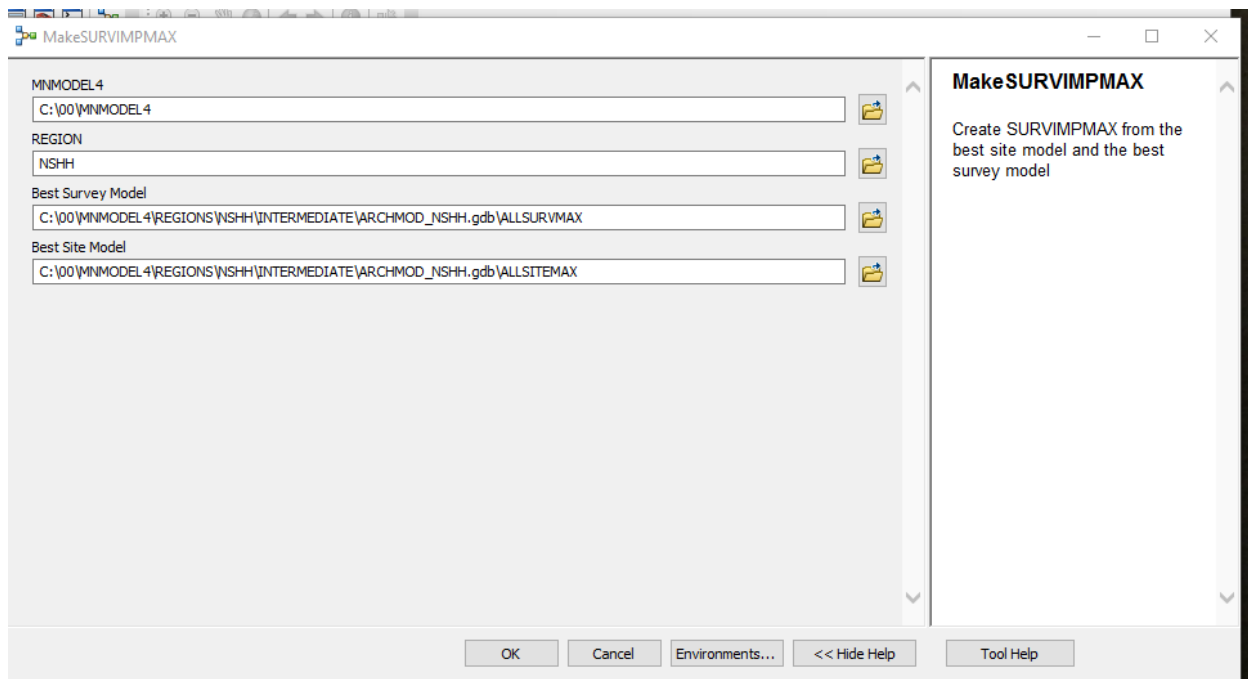 MakeSURVIMPMAX
MNMODEL4
C:\00\MNMODEL4
REGION
NSHH
Best Survey Model
C:\00\MNMODEL4\REGIONS\NSHH\INTERMEDIATE\ARCHMOD_NSHH.gdb\ALLSURVMAX
Best Site Model
C:\00\MNMODEL4\REGIONS\NSHH\INTERMEDIATE\ARCHMOD_NSHH.gdb\ALLSITEMAX
MakeSURVIMPMAX
Create SURVIMPMAX from the
best site model and the best
survey model
OK
Cancel
Environments...
<< Hide Help
Tool Help